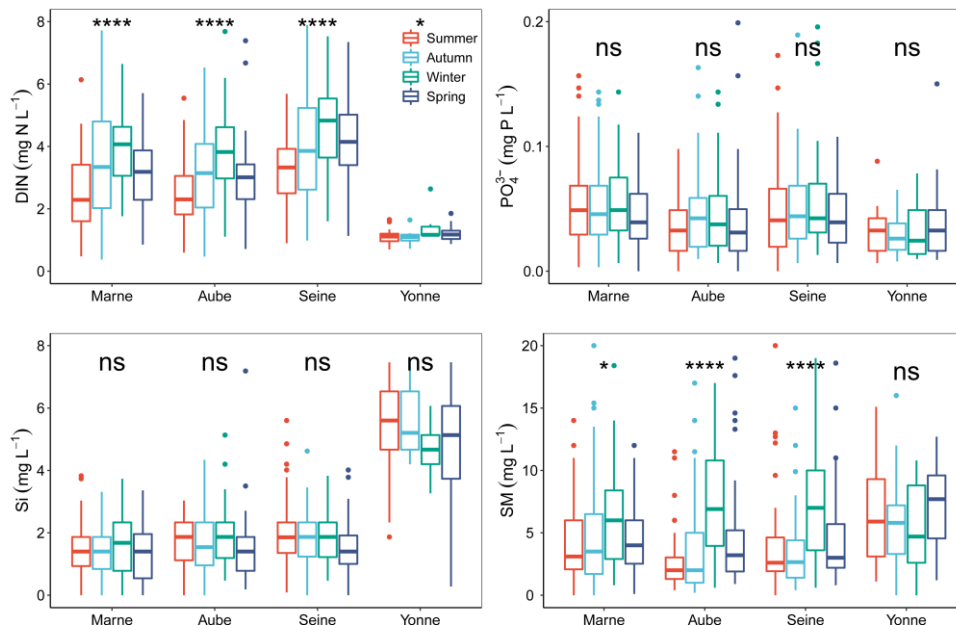 **** **** **** *
Summer
Autumn
Winter
Spring
8
6
4
2
0
DIN (mg N L⁻¹)
Marne Aube Seine Yonne
ns ns ns ns
0.2
0.1
0.0
PO₄³⁻ (mg P L⁻¹)
Marne Aube Seine Yonne
ns ns ns ns
8
6
4
2
0
Si (mg L⁻¹)
Marne Aube Seine Yonne
* **** **** ns
20
15
10
5
0
SM (mg L⁻¹)
Marne Aube Seine Yonne